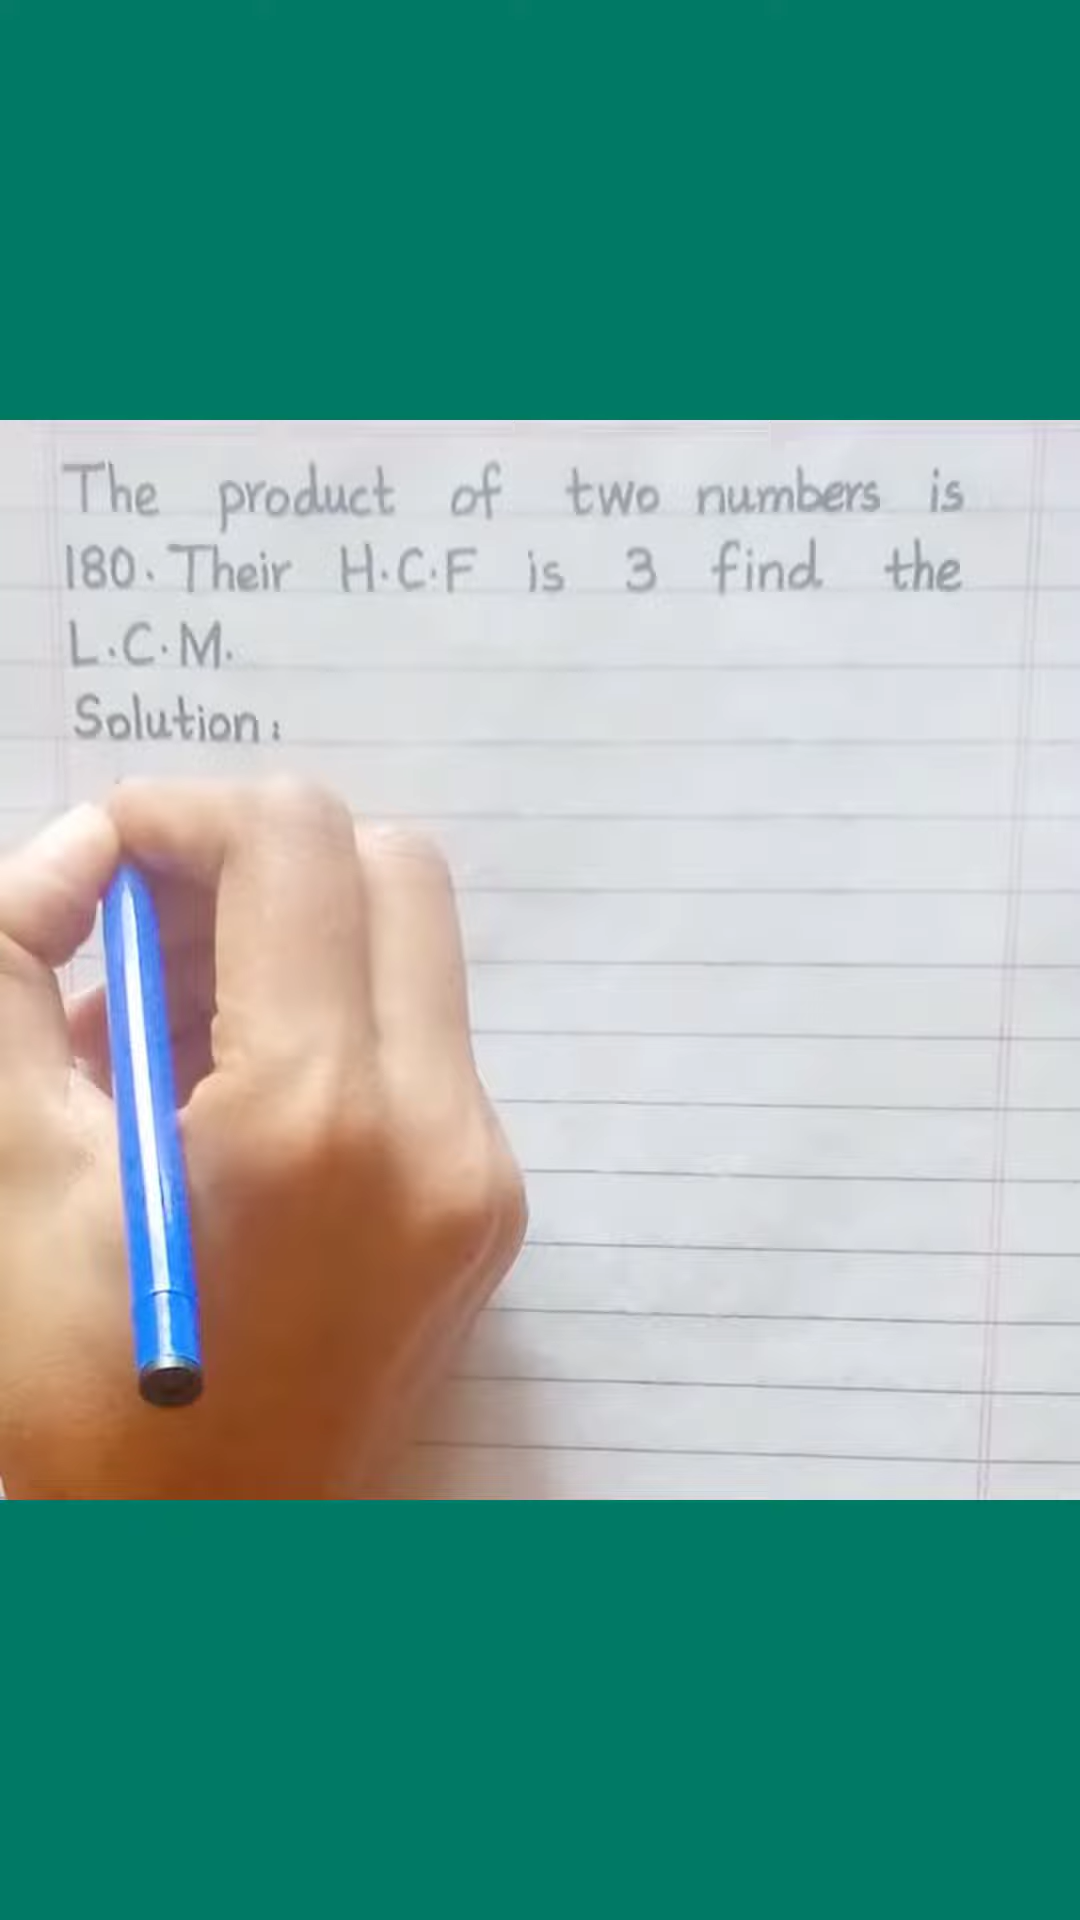 The product of two numbers is
180. Their H.C.F is 3 find the
L.C.M.
Solution: